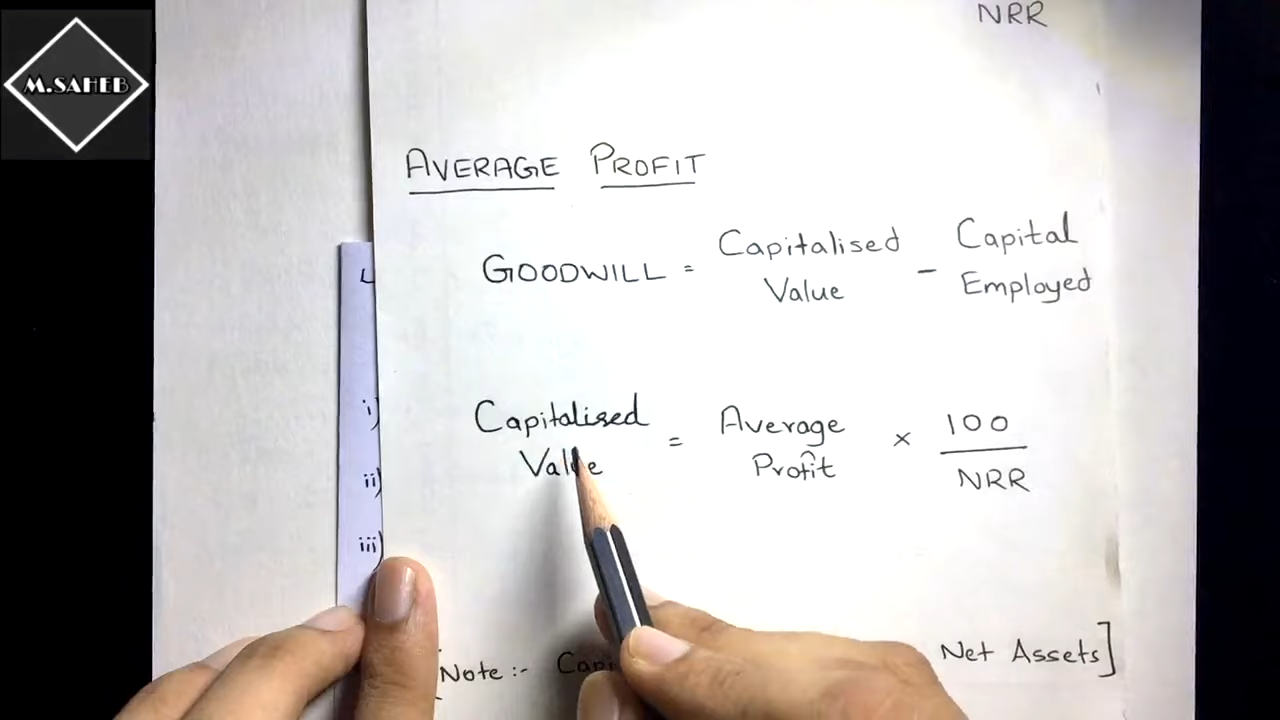 M.SAHEB
NRR
AVERAGE PROFIT
GOODWILL = Capitalised Value - Capital Employed
Capitalised Value = Average Profit × 100 / NRR
i)
ii)
iii)
[Note :- Net Assets]